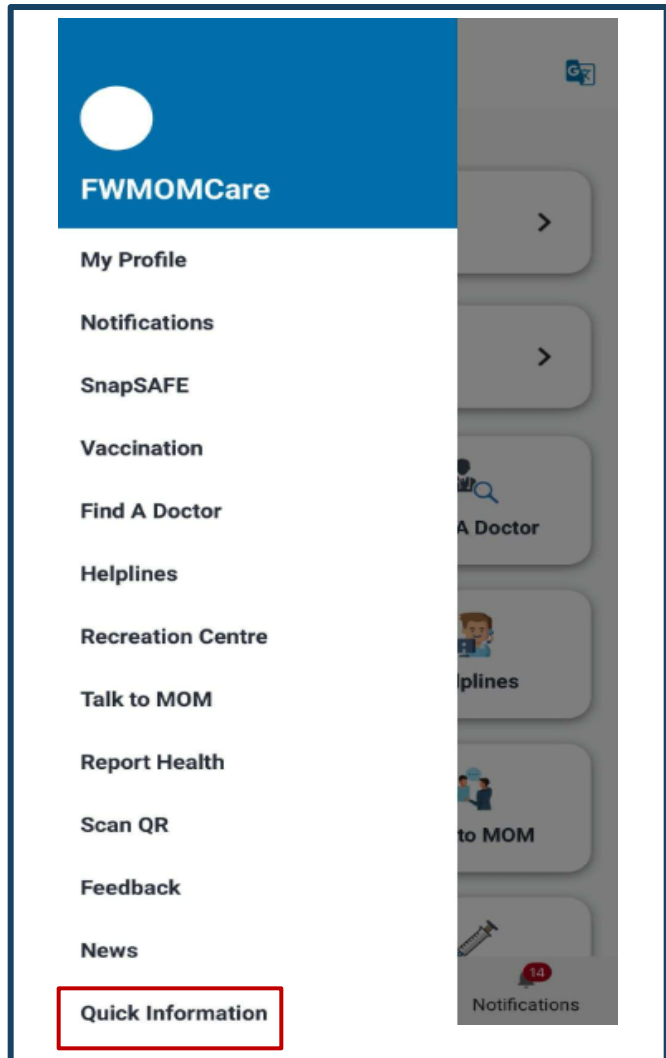 FWMOMCare
My Profile
Notifications
SnapSAFE
Vaccination
Find A Doctor
Helplines
Recreation Centre
Talk to MOM
Report Health
Scan QR
Feedback
News
Quick Information
G
A Doctor
lplines
to MOM
14
Notifications